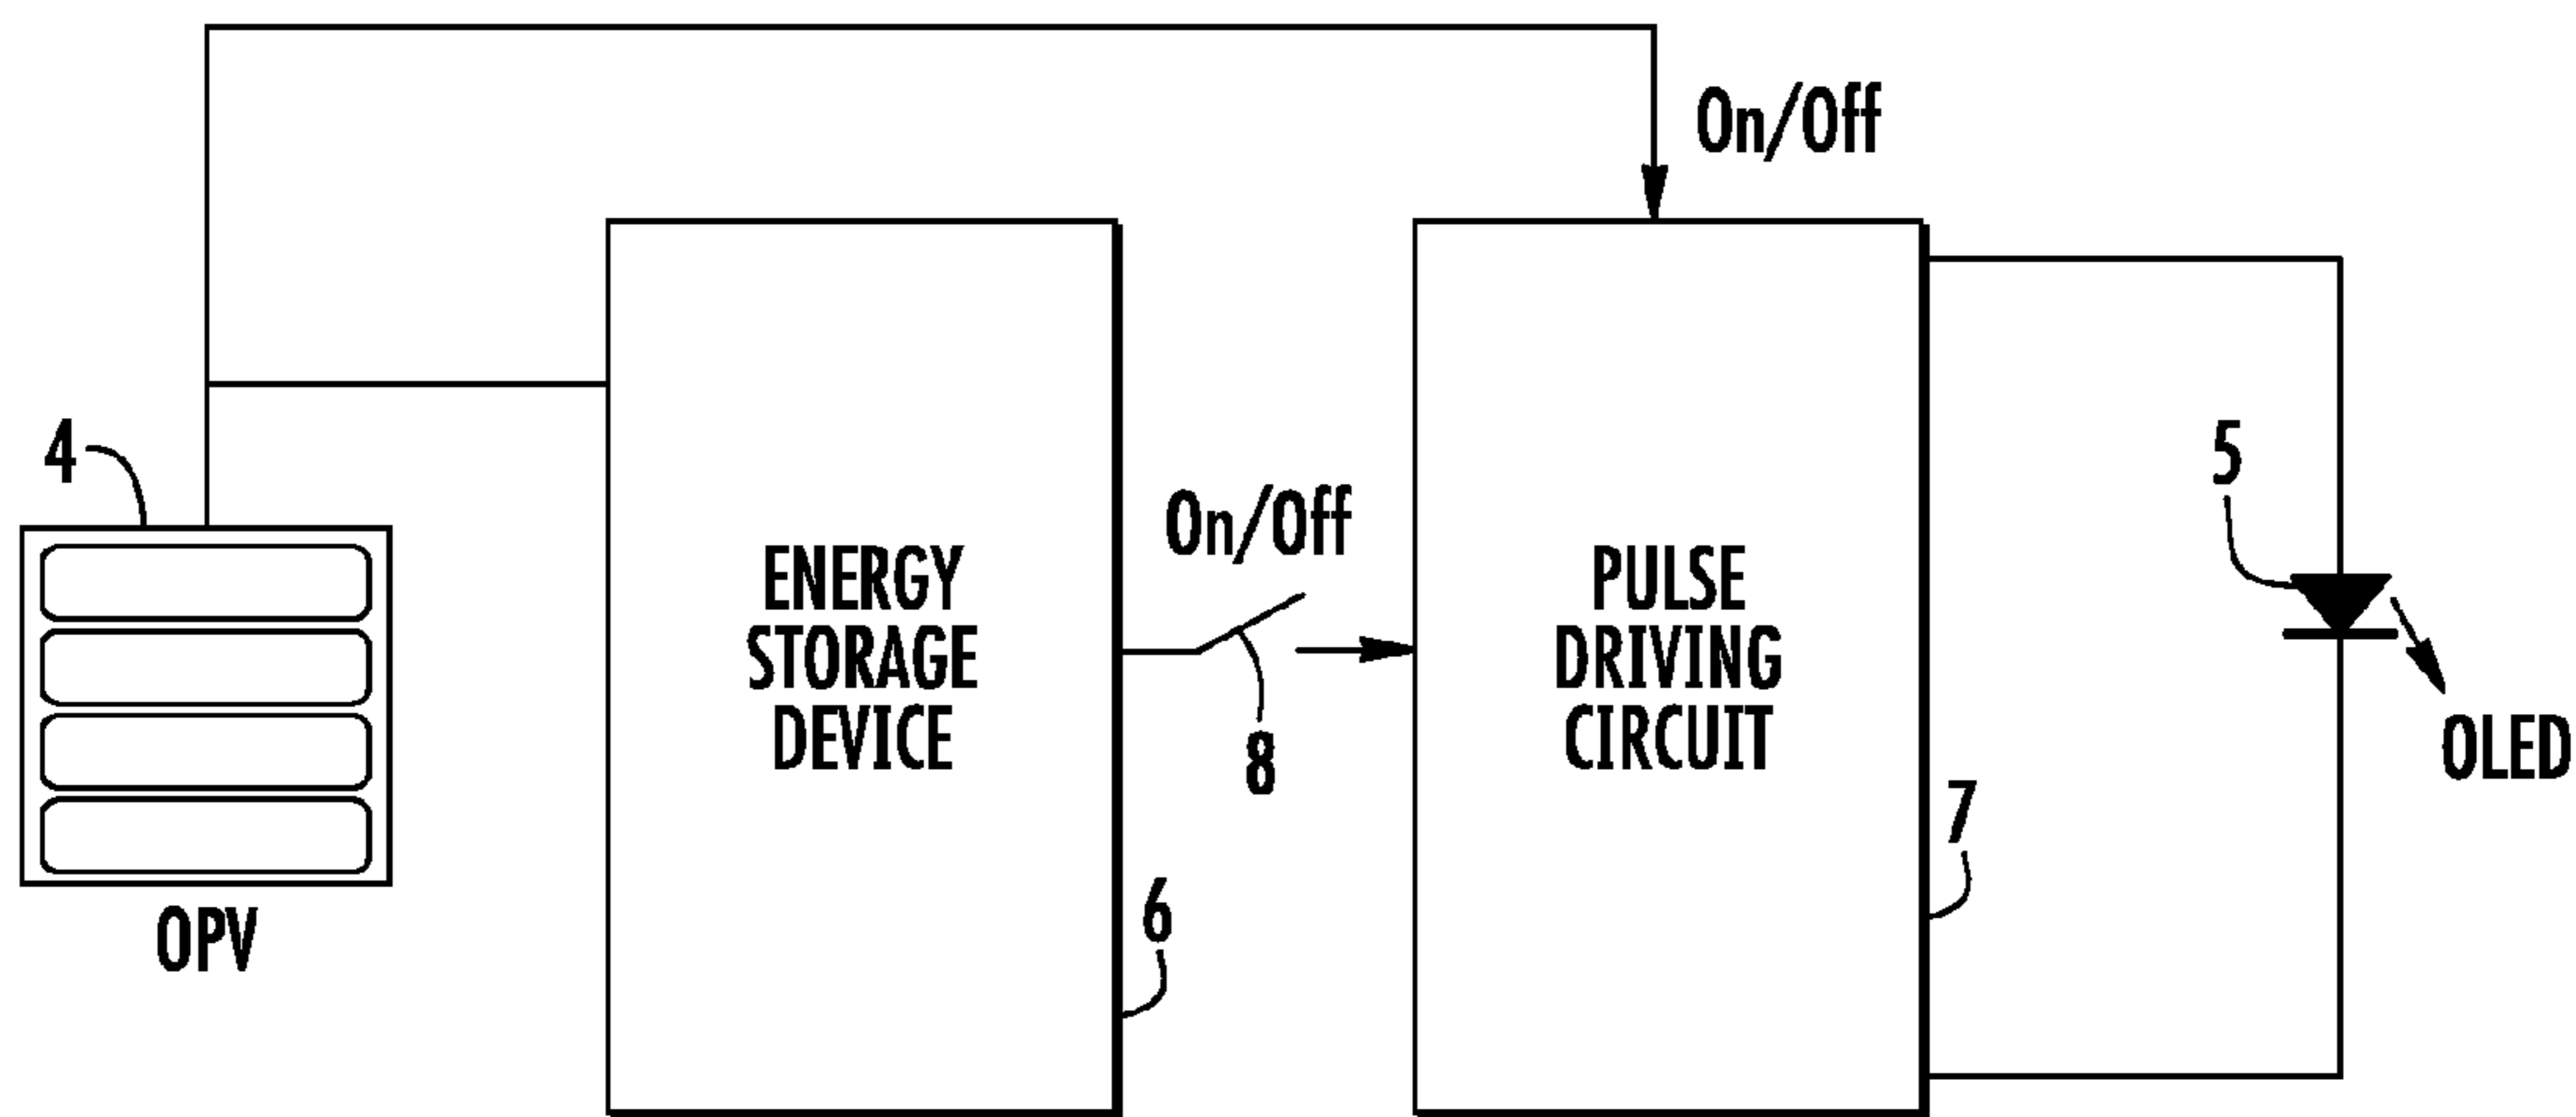 On/Off
4
OPV
ENERGY
STORAGE
DEVICE
6
On/Off
8
PULSE
DRIVING
CIRCUIT
7
5
OLED